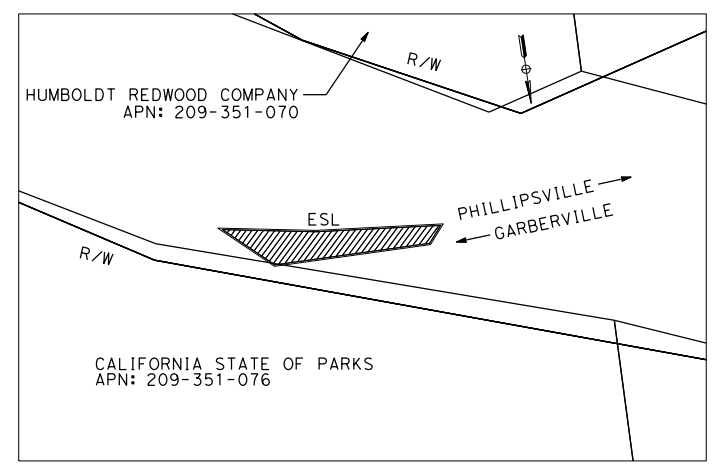 R/W
HUMBOLDT REDWOOD COMPANY
APN: 209-351-070
PHILLIPSVILLE
ESL
GARBERVILLE
R/W
CALIFORNIA STATE OF PARKS
APN: 209-351-076